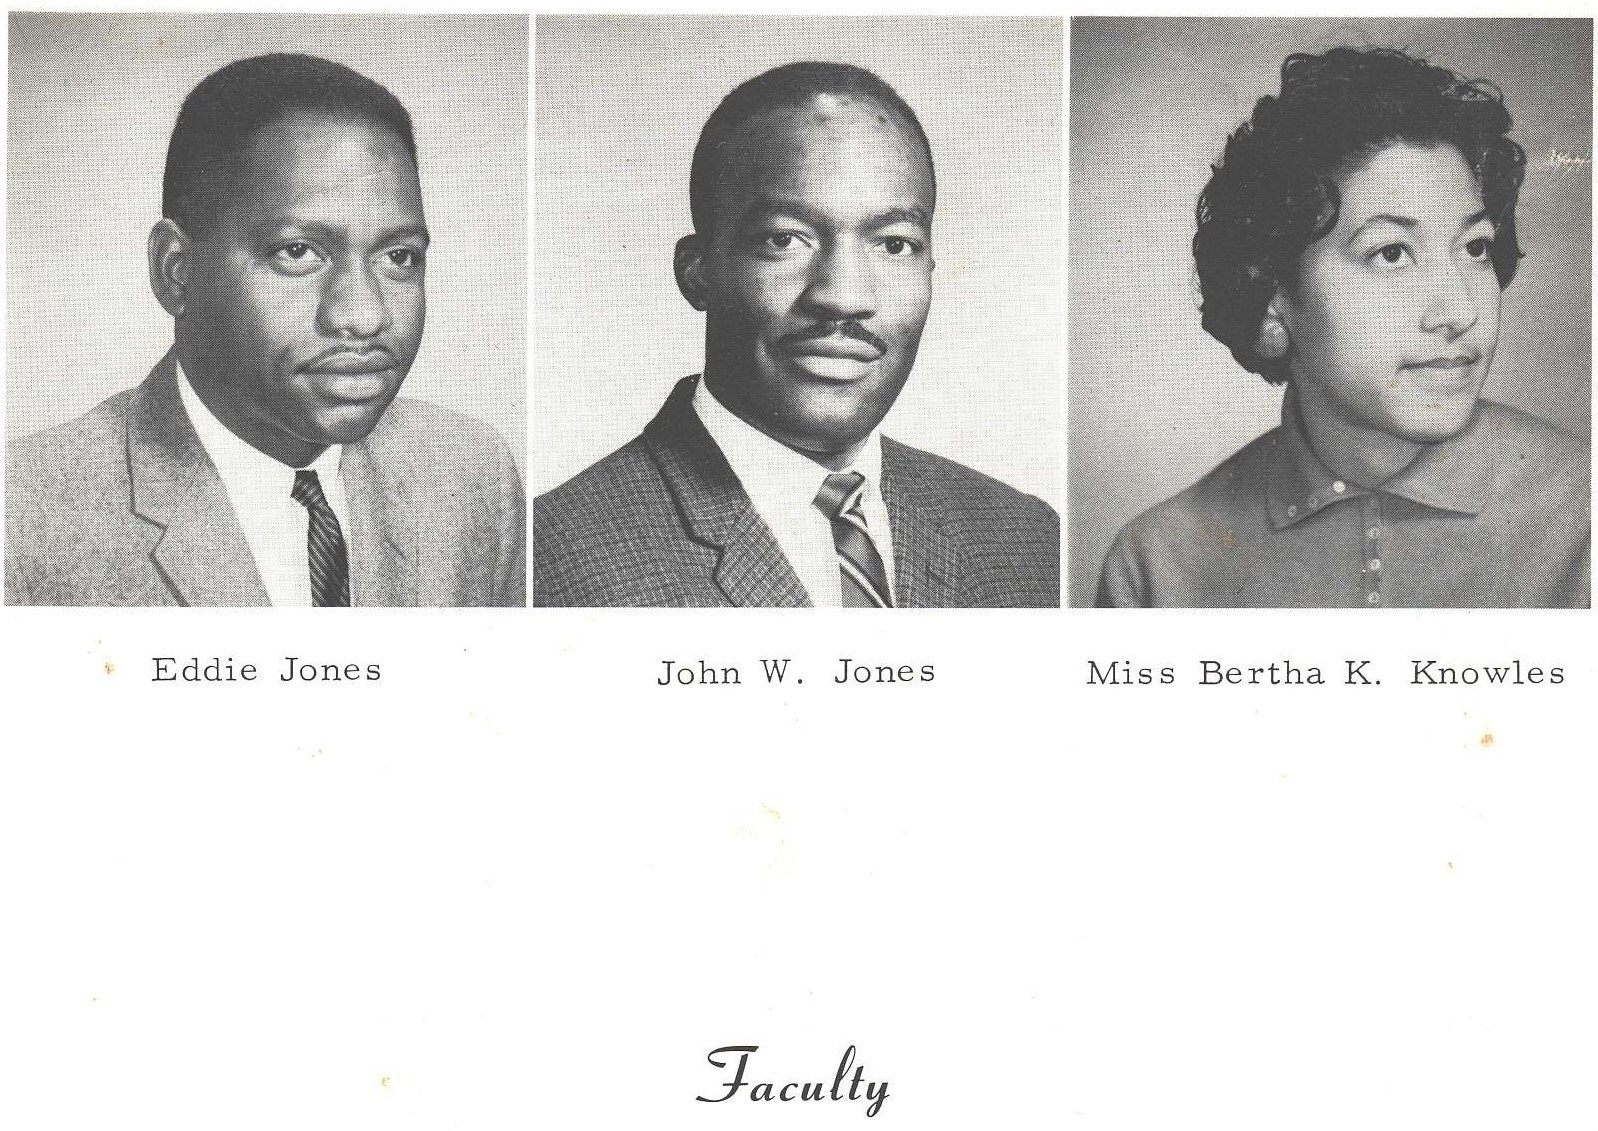 Eddie Jones
John W. Jones
Miss Bertha K. Knowles
Faculty